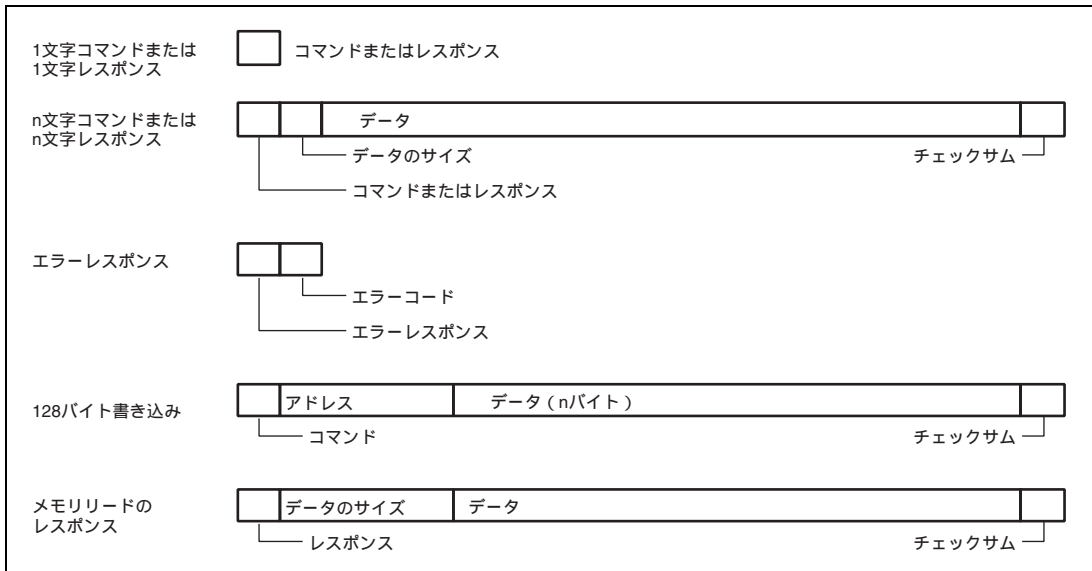 1文字コマンドまたは
1文字レスポンス
コマンドまたはレスポンス
n文字コマンドまたは
n文字レスポンス
データ
データのサイズ
チェックサム
コマンドまたはレスポンス
エラーレスポンス
エラーコード
エラーレスポンス
128バイト書き込み
アドレス
データ（nバイト）
コマンド
チェックサム
メモリリードの
レスポンス
データのサイズ
データ
レスポンス
チェックサム